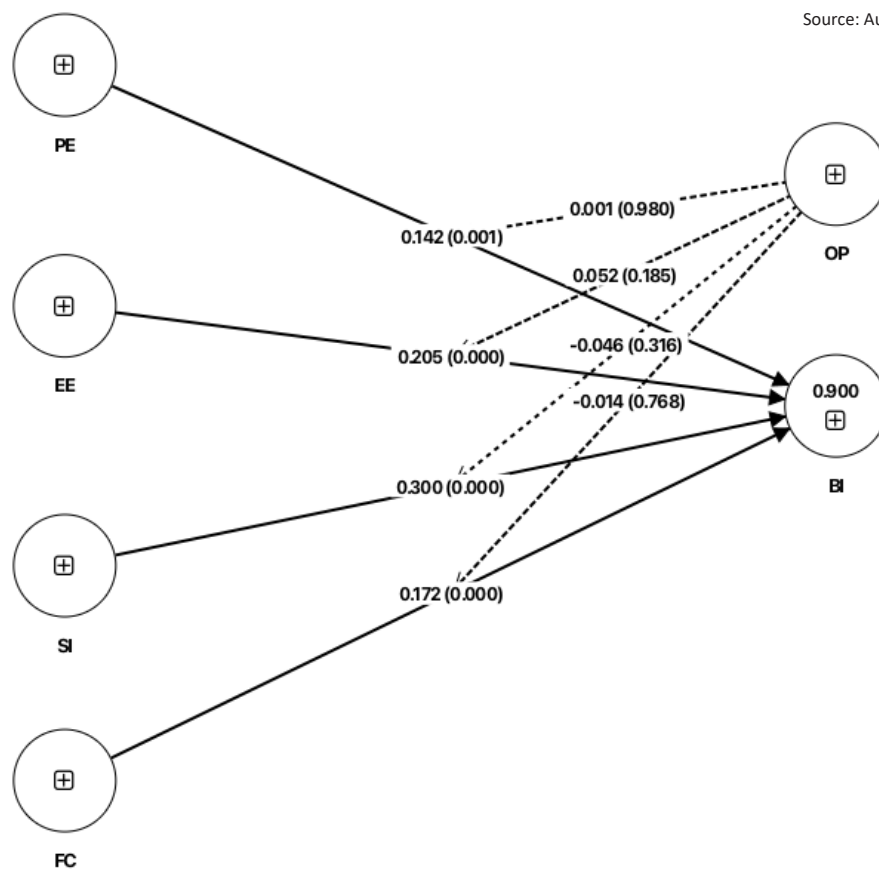 Source: Au
PE
0.001 (0.980)
0.142 (0.001)
OP
0.052 (0.185)
EE
0.205 (0.000)
-0.046 (0.316)
0.900
-0.014 (0.768)
BI
0.300 (0.000)
0.172 (0.000)
SI
FC